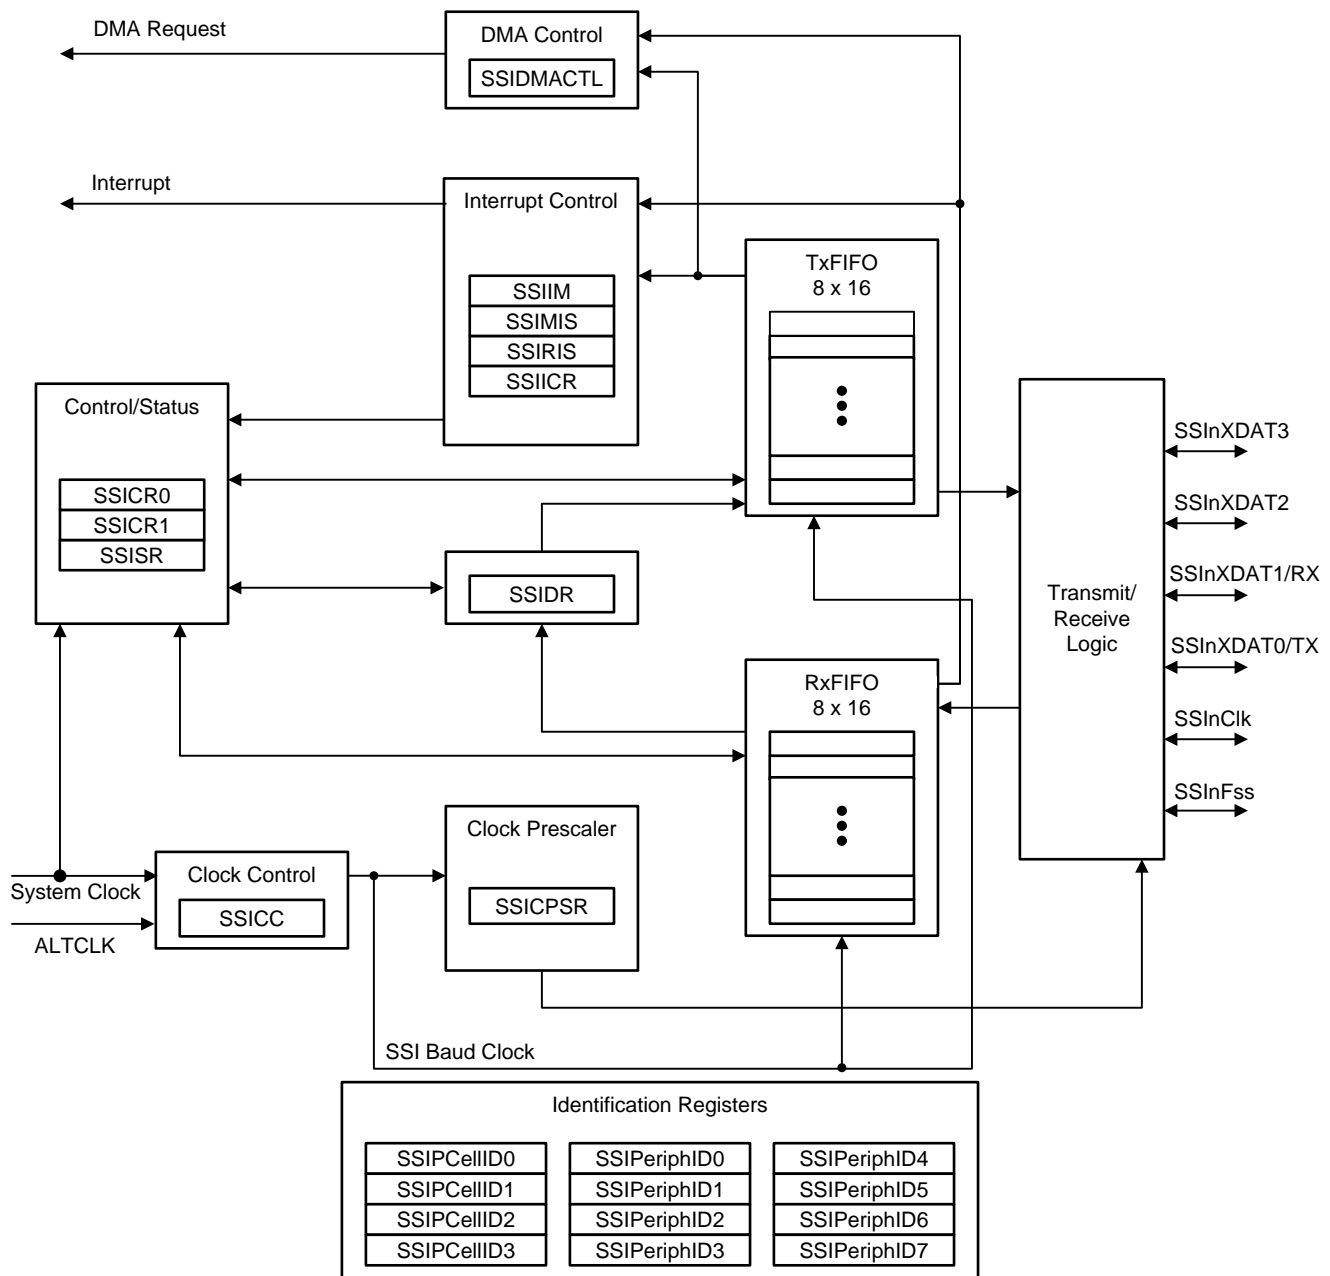 DMA Request
DMA Control
SSIDMACTL
Interrupt
Interrupt Control
SSIIM
SSIMIS
SSIRIS
SSIICR
TxFIFO
8 x 16
Control/Status
SSICR0
SSICR1
SSISR
SSIDR
Transmit/
Receive
Logic
SSInXDAT3
SSInXDAT2
SSInXDAT1/RX
SSInXDAT0/TX
SSInClk
SSInFss
RxFIFO
8 x 16
Clock Prescaler
SSICPSR
System Clock
ALTCLK
Clock Control
SSICC
SSI Baud Clock
Identification Registers
SSIPCellID0
SSIPCellID1
SSIPCellID2
SSIPCellID3
SSIPeriphID0
SSIPeriphID1
SSIPeriphID2
SSIPeriphID3
SSIPeriphID4
SSIPeriphID5
SSIPeriphID6
SSIPeriphID7